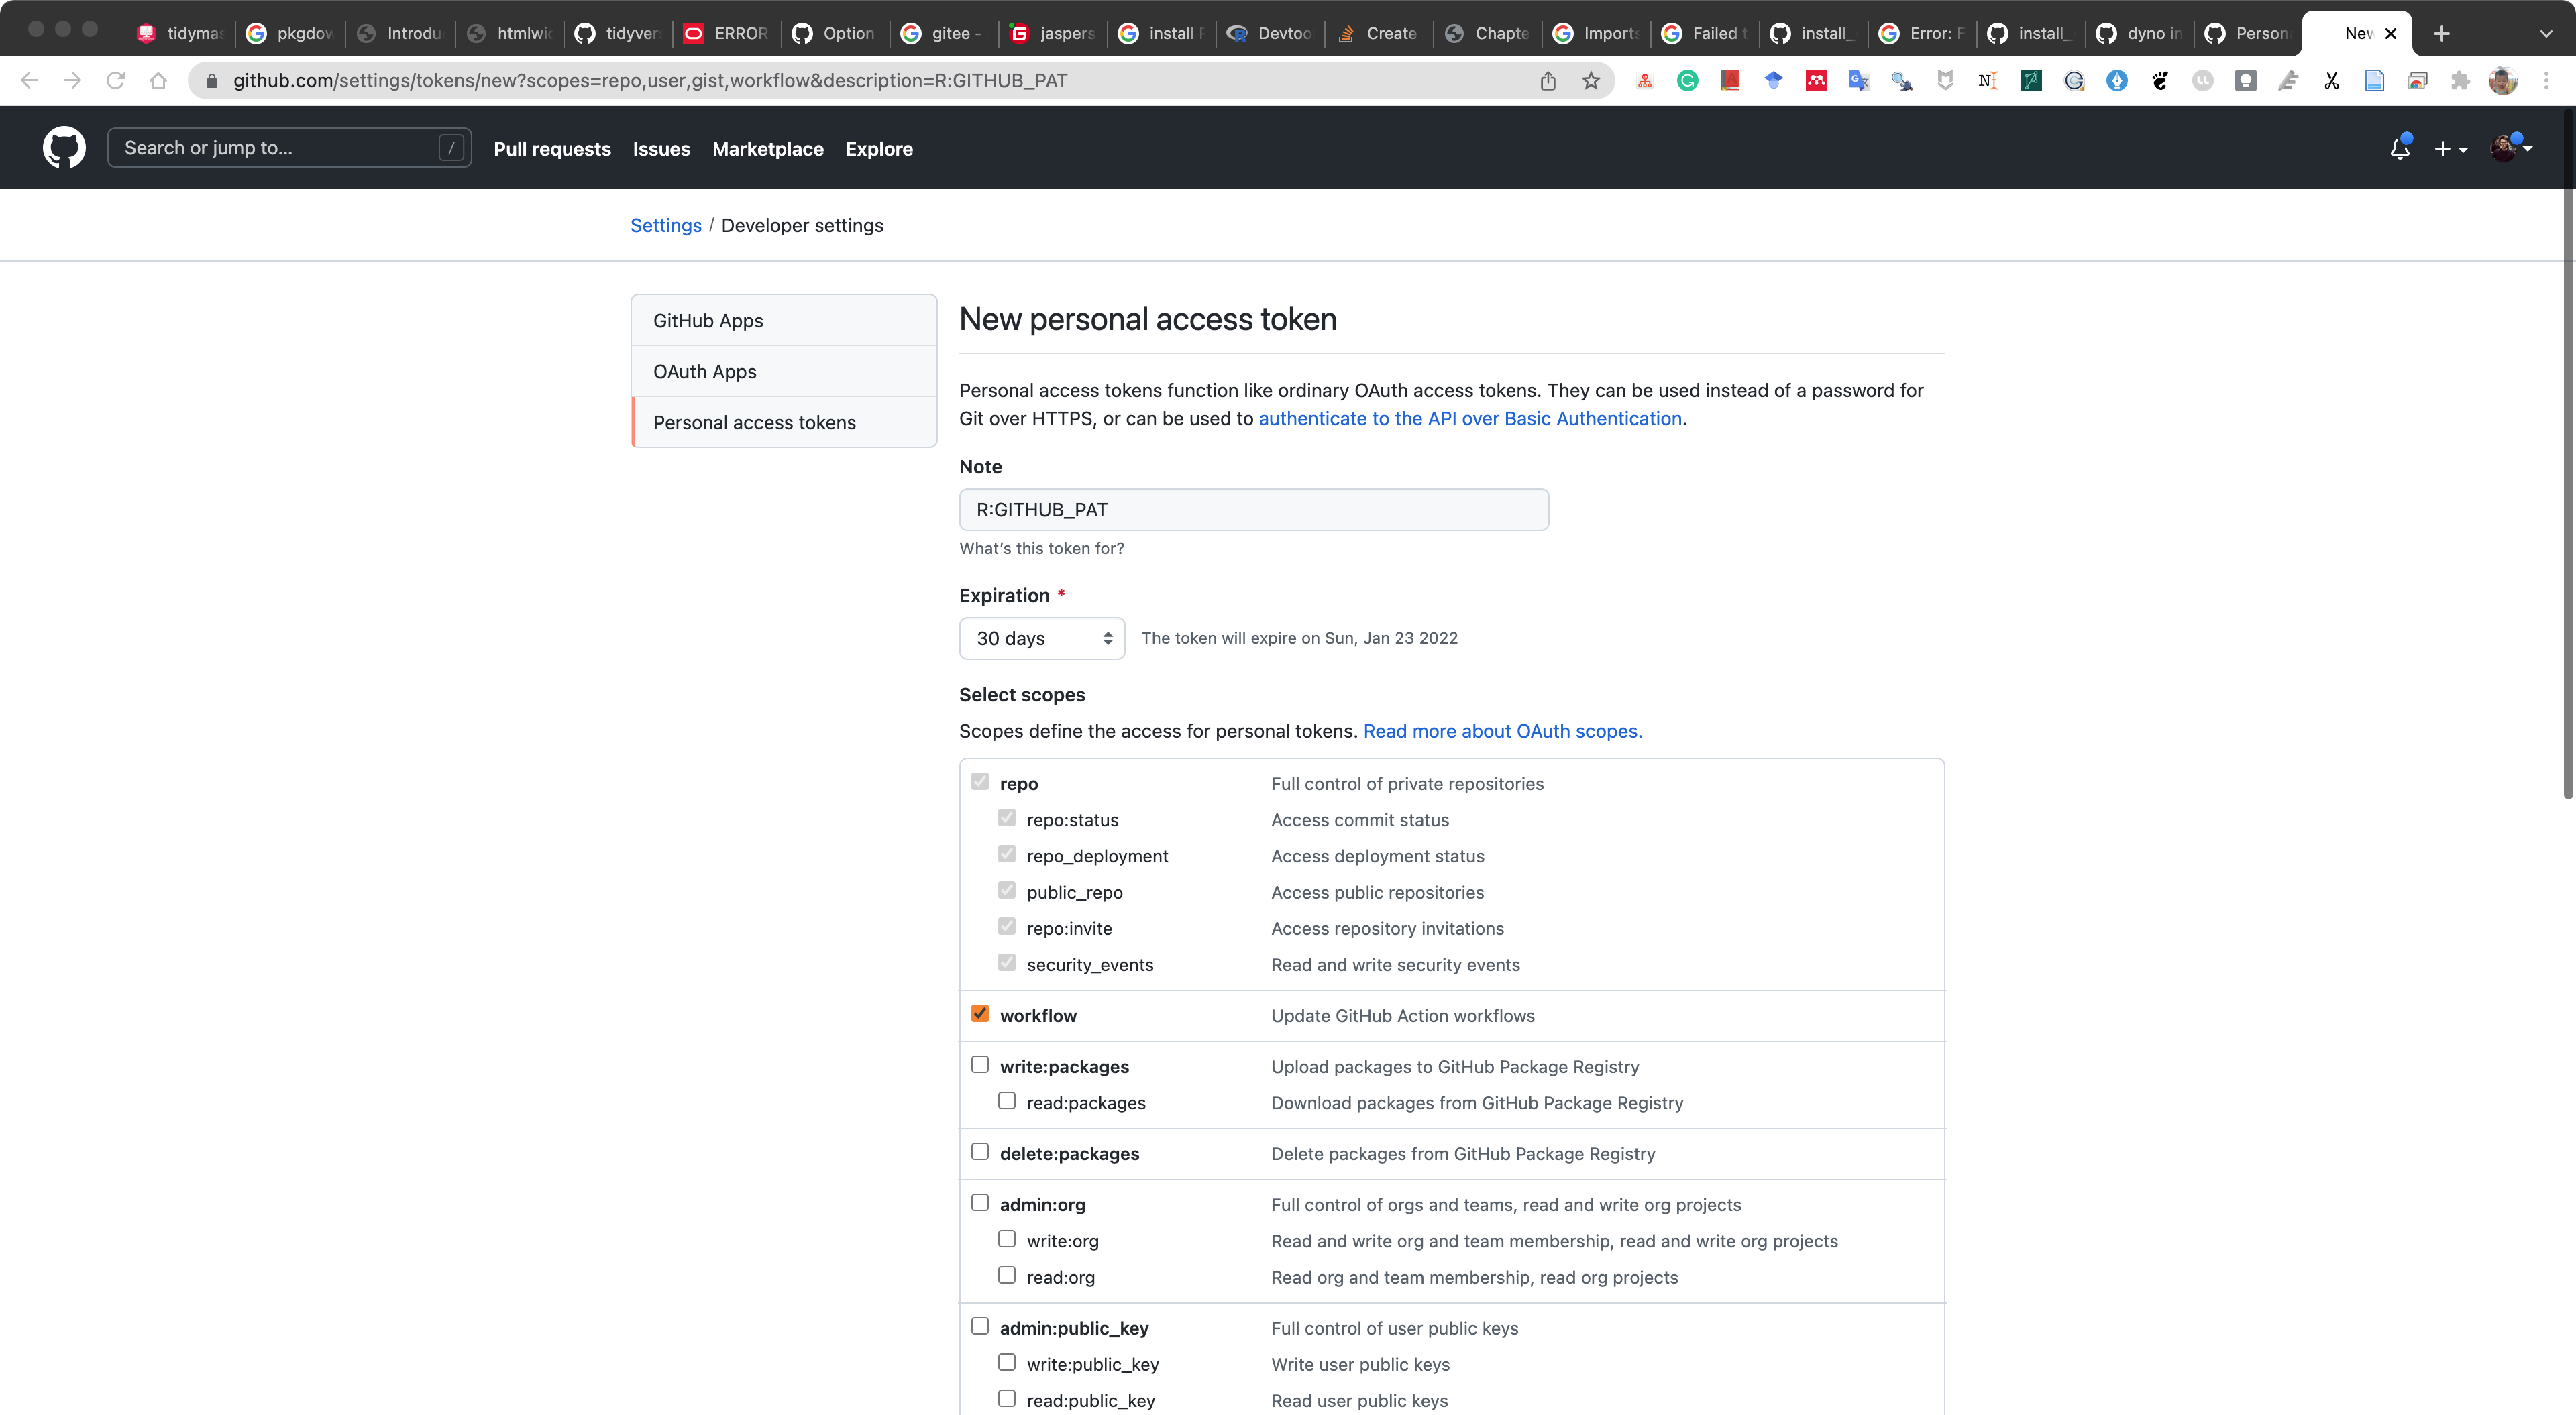 tidymas
pkgdow
Introdu
htmlwid
tidyver
ERROR
Option
gitee -
jaspers
install
Devtoo
Create
Chapte
Imports
Failed
install_
Error: F
install_
dyno in
Person
New
github.com/settings/tokens/new?scopes=repo,user,gist,workflow&description=R:GITHUB_PAT
Search or jump to... /
Pull requests
Issues
Marketplace
Explore
Settings / Developer settings
GitHub Apps
OAuth Apps
Personal access tokens
New personal access token
Personal access tokens function like ordinary OAuth access tokens. They can be used instead of a password for
Git over HTTPS, or can be used to authenticate to the API over Basic Authentication.
Note
R:GITHUB_PAT
What's this token for?
Expiration *
30 days
The token will expire on Sun, Jan 23 2022
Select scopes
Scopes define the access for personal tokens. Read more about OAuth scopes.
repo Full control of private repositories
repo:status Access commit status
repo_deployment Access deployment status
public_repo Access public repositories
repo:invite Access repository invitations
security_events Read and write security events
workflow Update GitHub Action workflows
write:packages Upload packages to GitHub Package Registry
read:packages Download packages from GitHub Package Registry
delete:packages Delete packages from GitHub Package Registry
admin:org Full control of orgs and teams, read and write org projects
write:org Read and write org and team membership, read and write org projects
read:org Read org and team membership, read org projects
admin:public_key Full control of user public keys
write:public_key Write user public keys
read:public_key Read user public keys